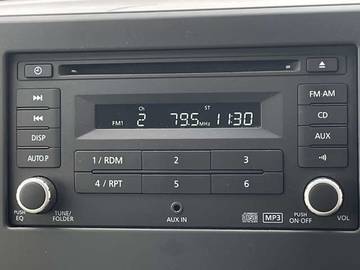 FM1 Ch 2 79.5 MHz ST 11:30
FM AM
CD
DISP
AUX
AUTO.P
1 / RDM 2 3
4 / RPT 5 6
PUSH EQ
TUNE/
FOLDER
AUX IN
MP3
PUSH
ON·OFF
VOL